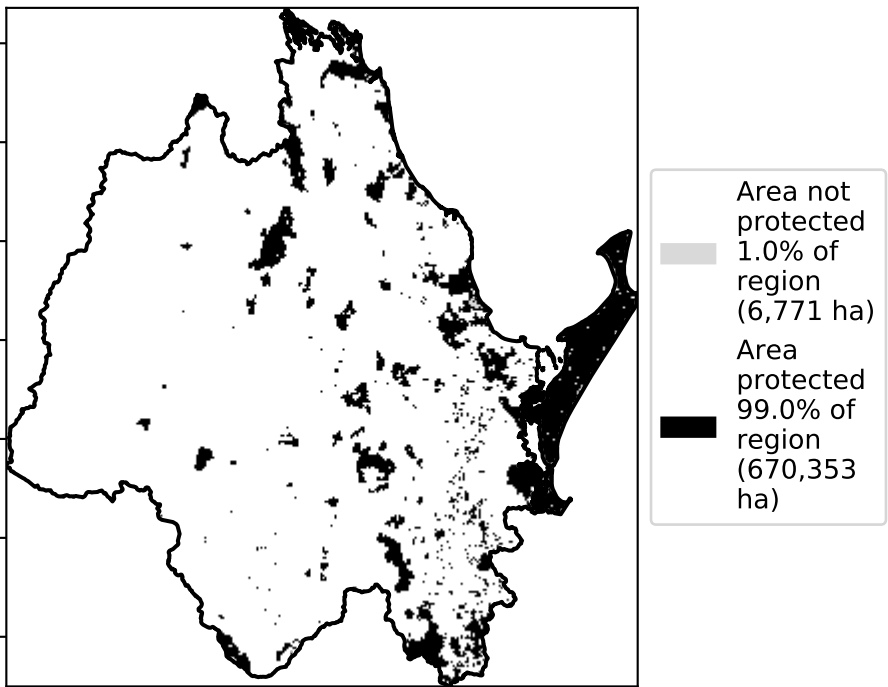 Area not
protected
1.0% of
region
(6,771 ha)
Area
protected
99.0% of
region
(670,353
ha)